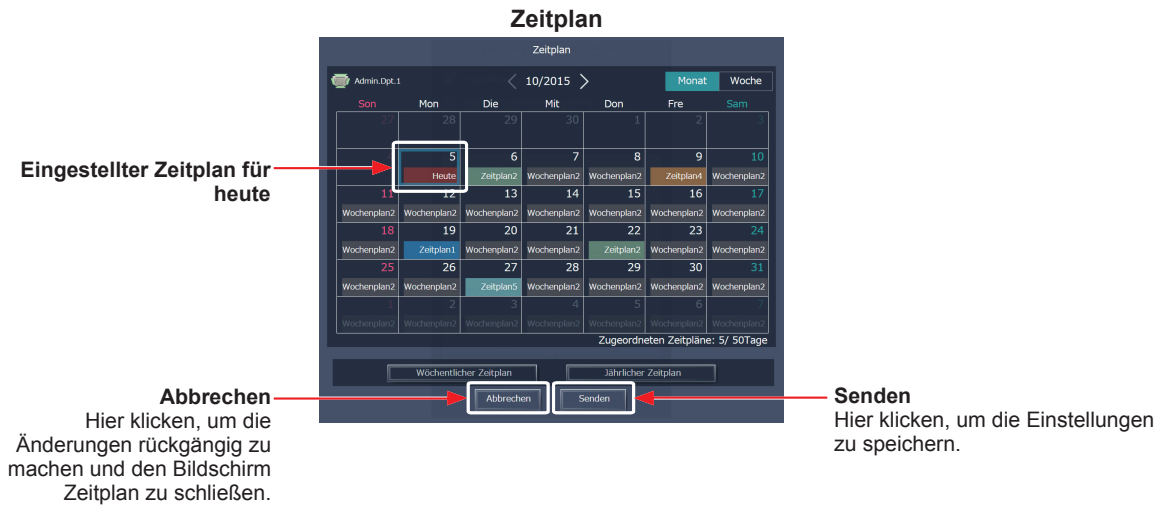 Zeitplan
Zeitplan
Admin.Dpt.1
10/2015
Monat Woche
Son Mon Die Mit Don Fre Sam
27 28 29 30 1 2 3
5 6 7 8 9 10
Heute Zeitplan2 Wochenplan2 Wochenplan2 Zeitplan4 Wochenplan2
11 12 13 14 15 16 17
Wochenplan2 Wochenplan2 Wochenplan2 Wochenplan2 Wochenplan2 Wochenplan2 Wochenplan2
18 19 20 21 22 23 24
Wochenplan2 Zeitplan1 Wochenplan2 Wochenplan2 Zeitplan2 Wochenplan2 Wochenplan2
25 26 27 28 29 30 31
Wochenplan2 Wochenplan2 Zeitplan5 Wochenplan2 Wochenplan2 Wochenplan2 Wochenplan2
1 2 3 4 5 6 7
Wochenplan2 Wochenplan2 Wochenplan2 Wochenplan2 Wochenplan2 Wochenplan2 Wochenplan2
Zugeordneten Zeitpläne: 5/ 50Tage
Wöchentlicher Zeitplan Jährlicher Zeitplan
Abbrechen Senden
Eingestellter Zeitplan für
heute
Abbrechen
Hier klicken, um die
Änderungen rückgängig zu
machen und den Bildschirm
Zeitplan zu schließen.
Senden
Hier klicken, um die Einstellungen
zu speichern.